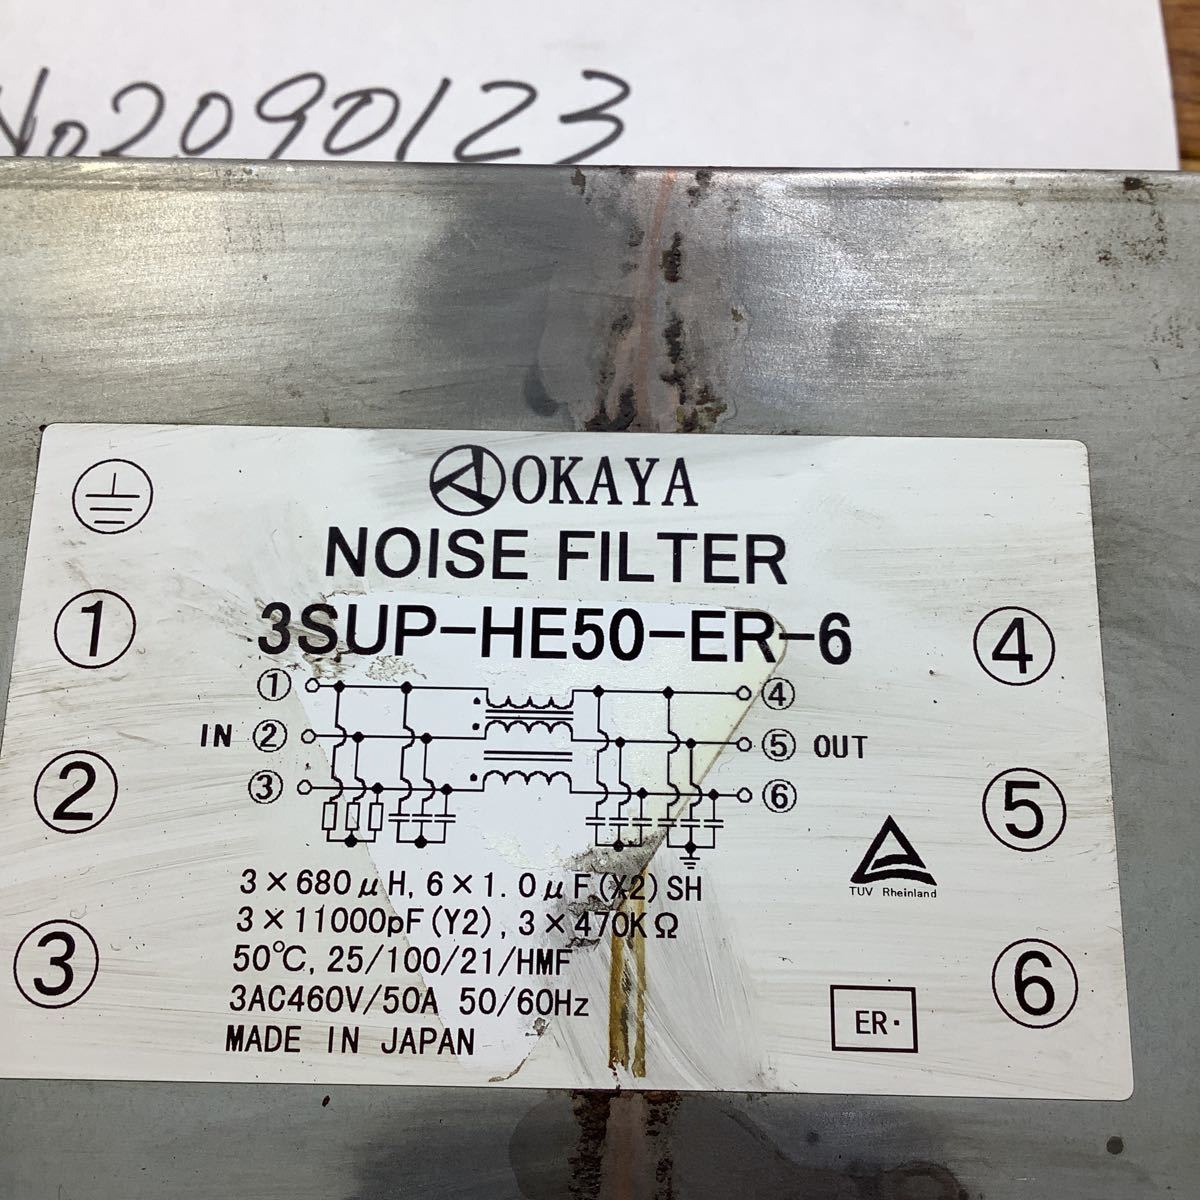 No2090123
OKAYA
NOISE FILTER
3SUP-HE50-ER-6
① ④
① ④
IN ② ⑤ OUT
② ⑤
③ ⑥
TUV Rheinland
3×680μH, 6×1.0μF(X2)SH
3×11000pF(Y2), 3×470KΩ
③ ⑥
50℃, 25/100/21/HMF
3AC460V/50A 50/60Hz
ER·
MADE IN JAPAN